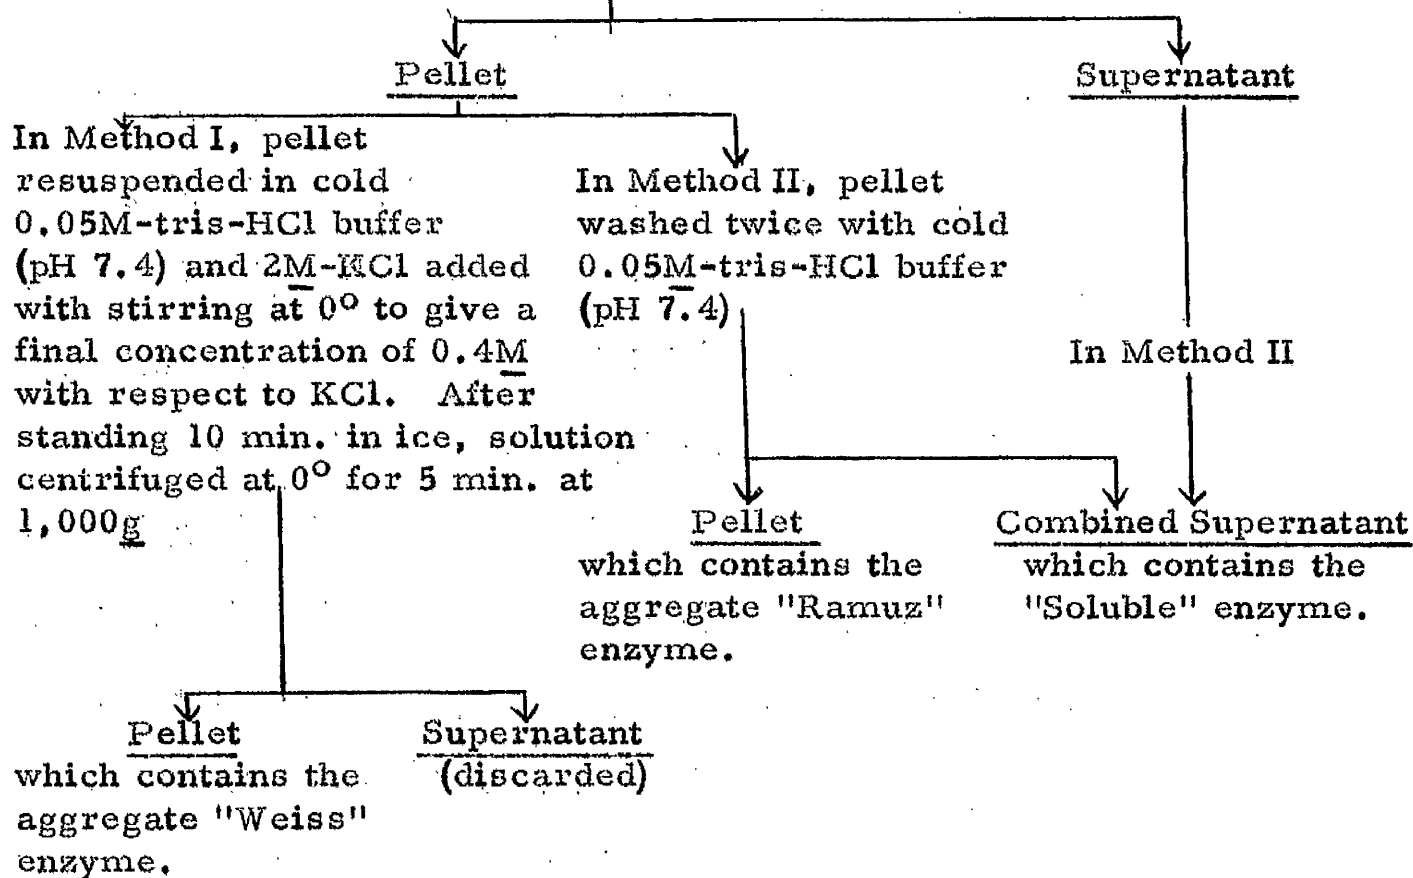 Pellet
Supernatant
In Method I, pellet
resuspended in cold
0.05M-tris-HCl buffer
(pH 7.4) and 2M-KCl added
with stirring at 0° to give a
final concentration of 0.4M
with respect to KCl. After
standing 10 min. in ice, solution
centrifuged at 0° for 5 min. at
1,000g
In Method II, pellet
washed twice with cold
0.05M-tris-HCl buffer
(pH 7.4)
In Method II
Pellet
which contains the
aggregate "Ramuz"
enzyme.
Combined Supernatant
which contains the
"Soluble" enzyme.
Pellet
which contains the
aggregate "Weiss"
enzyme.
Supernatant
(discarded)